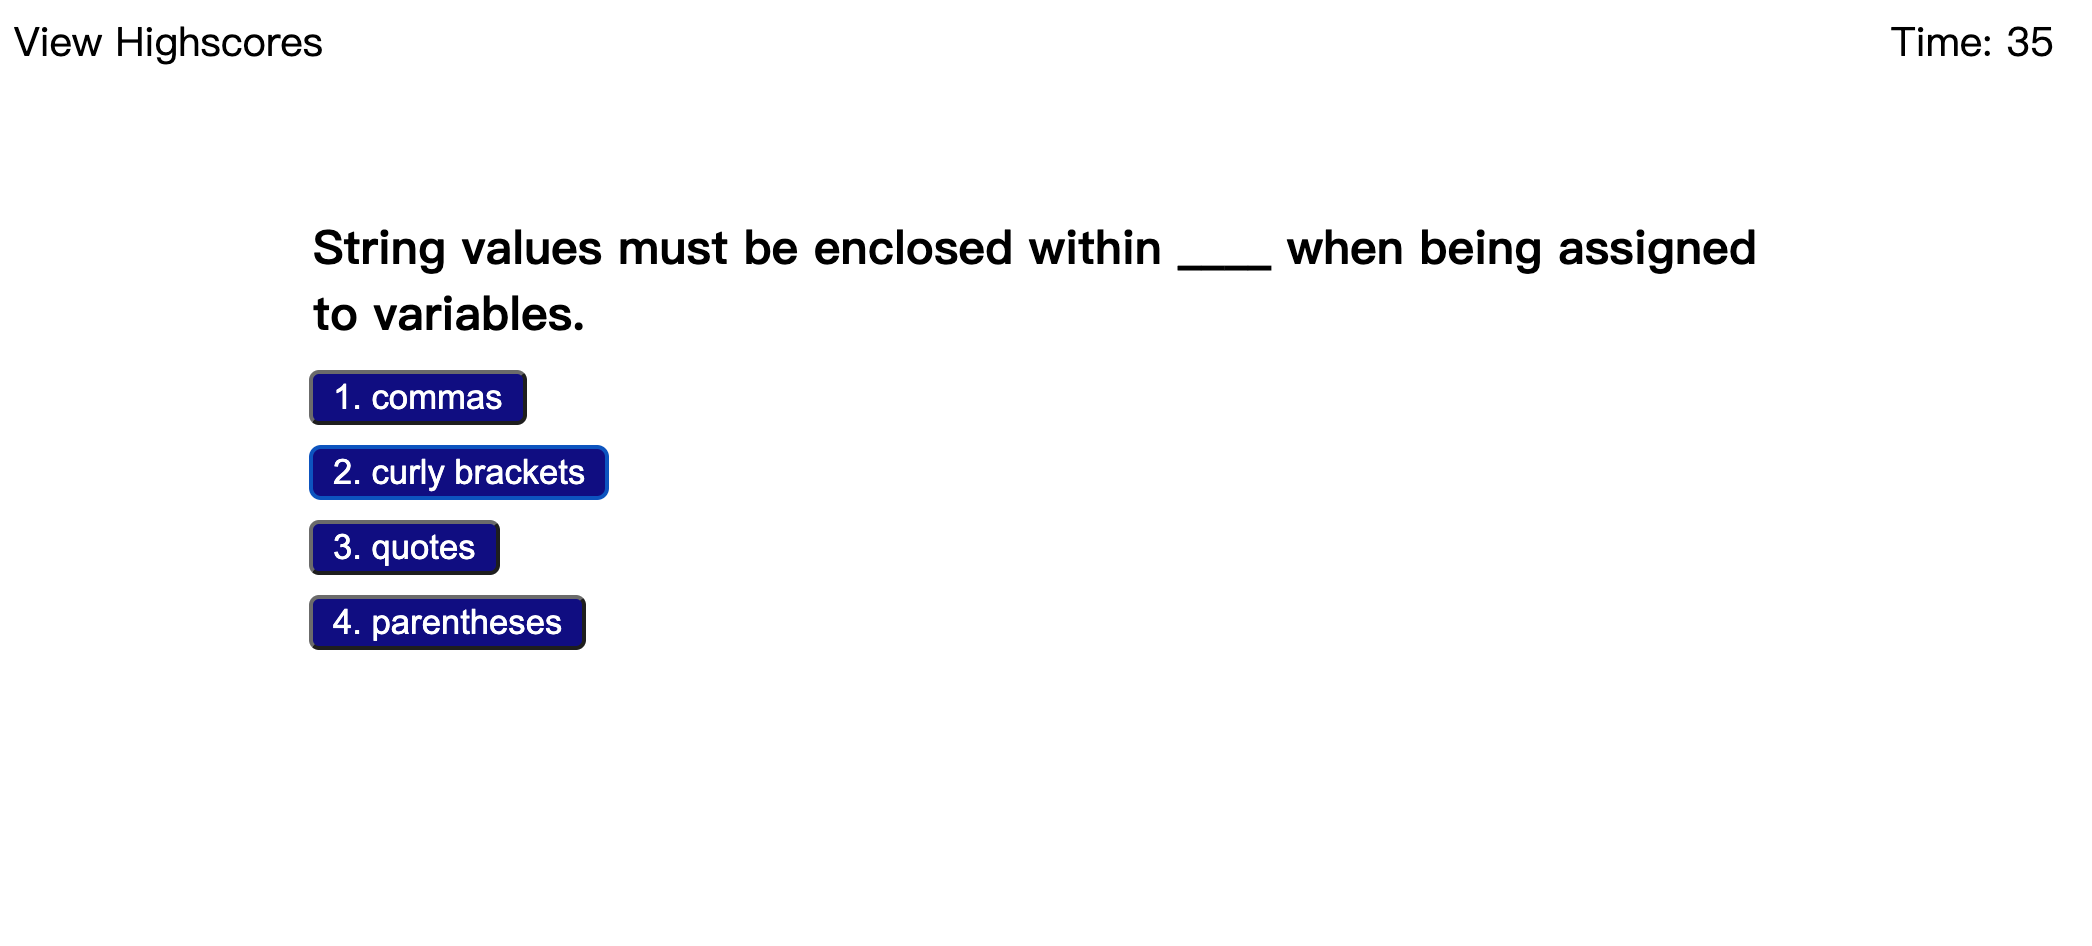 View Highscores
Time: 35
String values must be enclosed within ____ when being assigned
to variables.
1. commas
2. curly brackets
3. quotes
4. parentheses